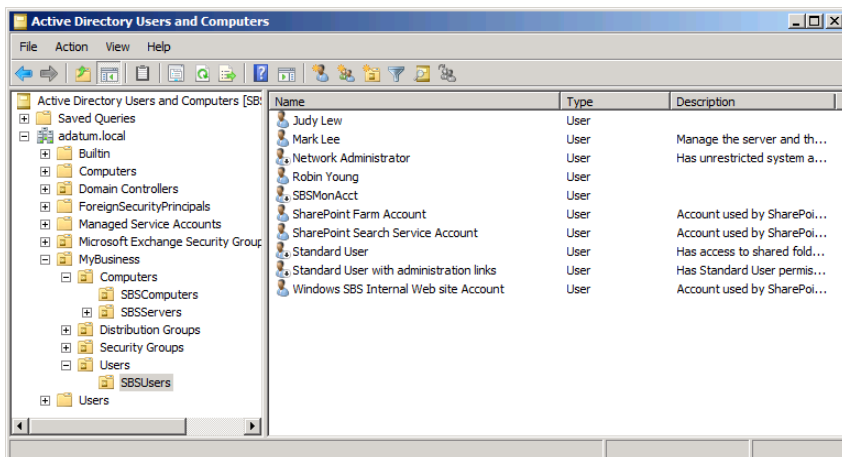 Active Directory Users and Computers
File Action View Help
Active Directory Users and Computers [SBS
Saved Queries
adatum.local
Builtin
Computers
Domain Controllers
ForeignSecurityPrincipals
Managed Service Accounts
Microsoft Exchange Security Group
MyBusiness
Computers
SBSComputers
SBSServers
Distribution Groups
Security Groups
Users
SBSUsers
Users
Name Type Description
Judy Lew User
Mark Lee User Manage the server and th...
Network Administrator User Has unrestricted system a...
Robin Young User
SBSMonAcct User
SharePoint Farm Account User Account used by SharePoi...
SharePoint Search Service Account User Account used by SharePoi...
Standard User User Has access to shared fold...
Standard User with administration links User Has Standard User permis...
Windows SBS Internal Web site Account User Account used by SharePoi...